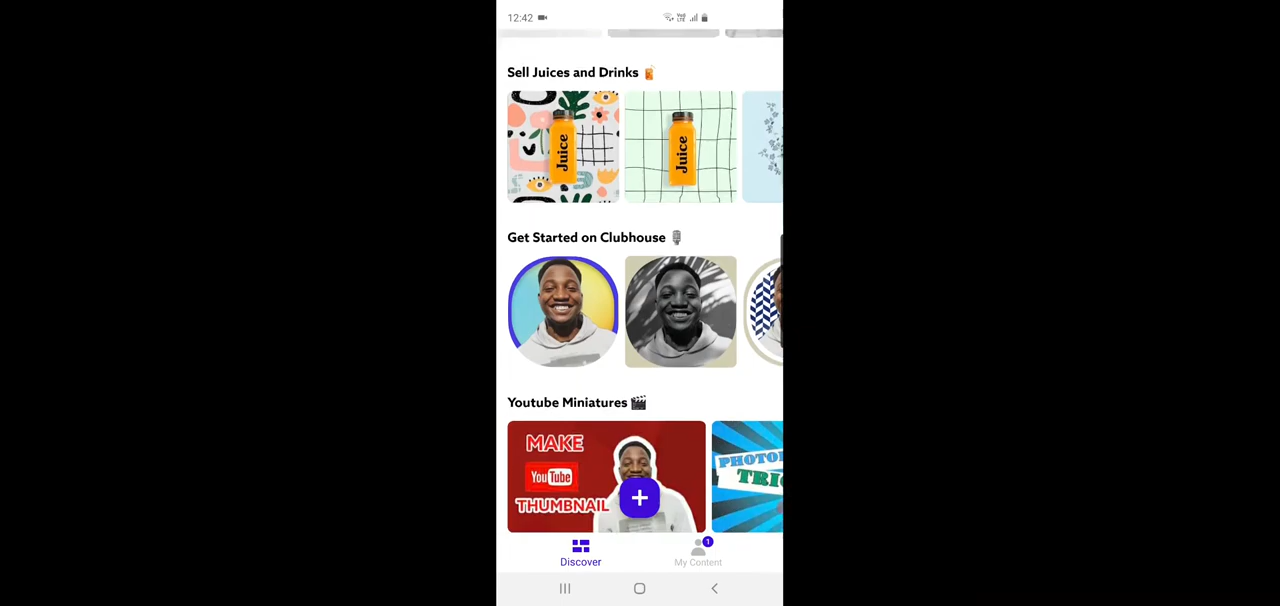 12:42
Sell Juices and Drinks
Juice
Juice
Get Started on Clubhouse
Youtube Miniatures
MAKE
YouTube
THUMBNAIL
Discover
1
My Content